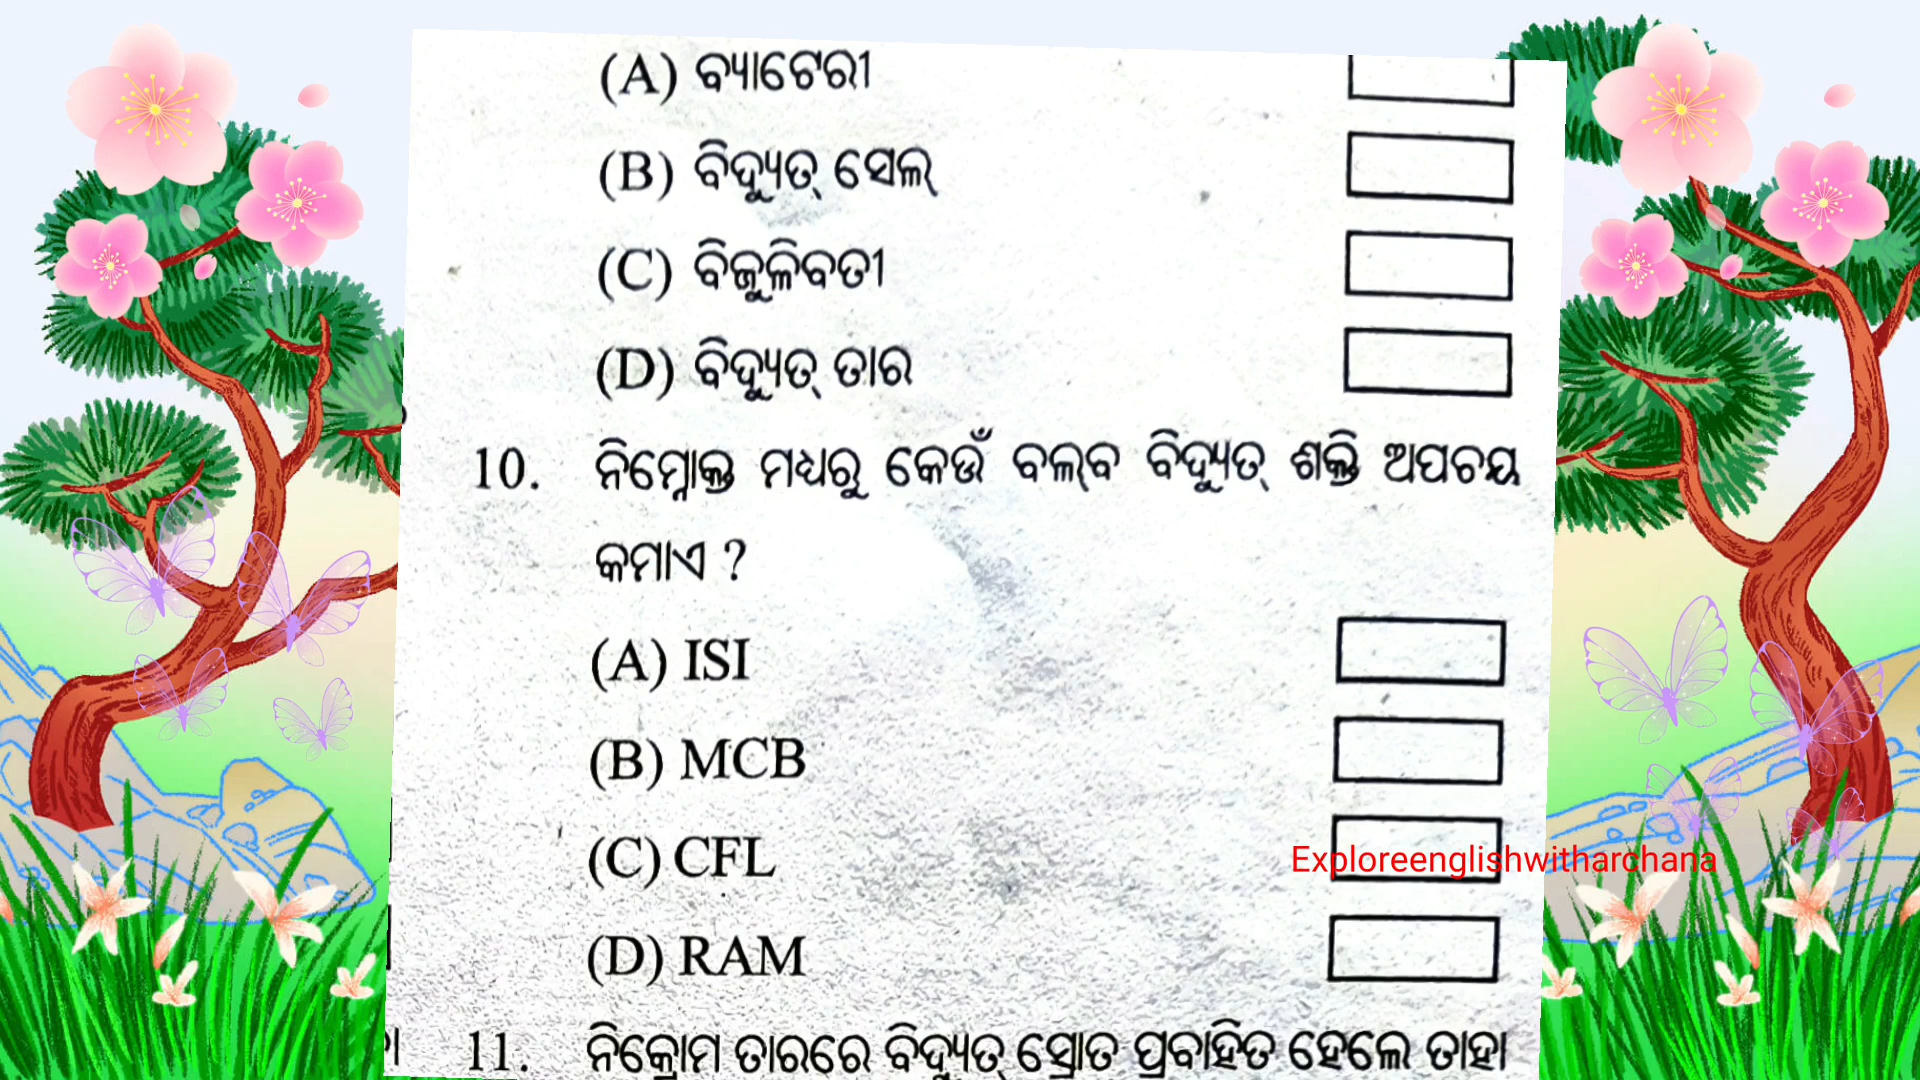 (A) ବ୍ୟାଟେରୀ
(B) ବିଦ୍ୟୁତ୍ ସେଲ୍
(C) ବିଜୁଳିବତୀ
(D) ବିଦ୍ୟୁତ୍ ତାର
10. ନିମ୍ନୋକ୍ତ ମଧ୍ୟରୁ କେଉଁ ବଲ୍‌ବ ବିଦ୍ୟୁତ୍ ଶକ୍ତି ଅପଚୟ
କମାଏ ?
(A) ISI
(B) MCB
(C) CFL
Exploreenglishwitharchana
(D) RAM
11. ନିକ୍ରୋମ ତାରରେ ବିଦ୍ୟୁତ୍ ସ୍ରୋତ ପ୍ରବାହିତ ହେଲେ ତାହା